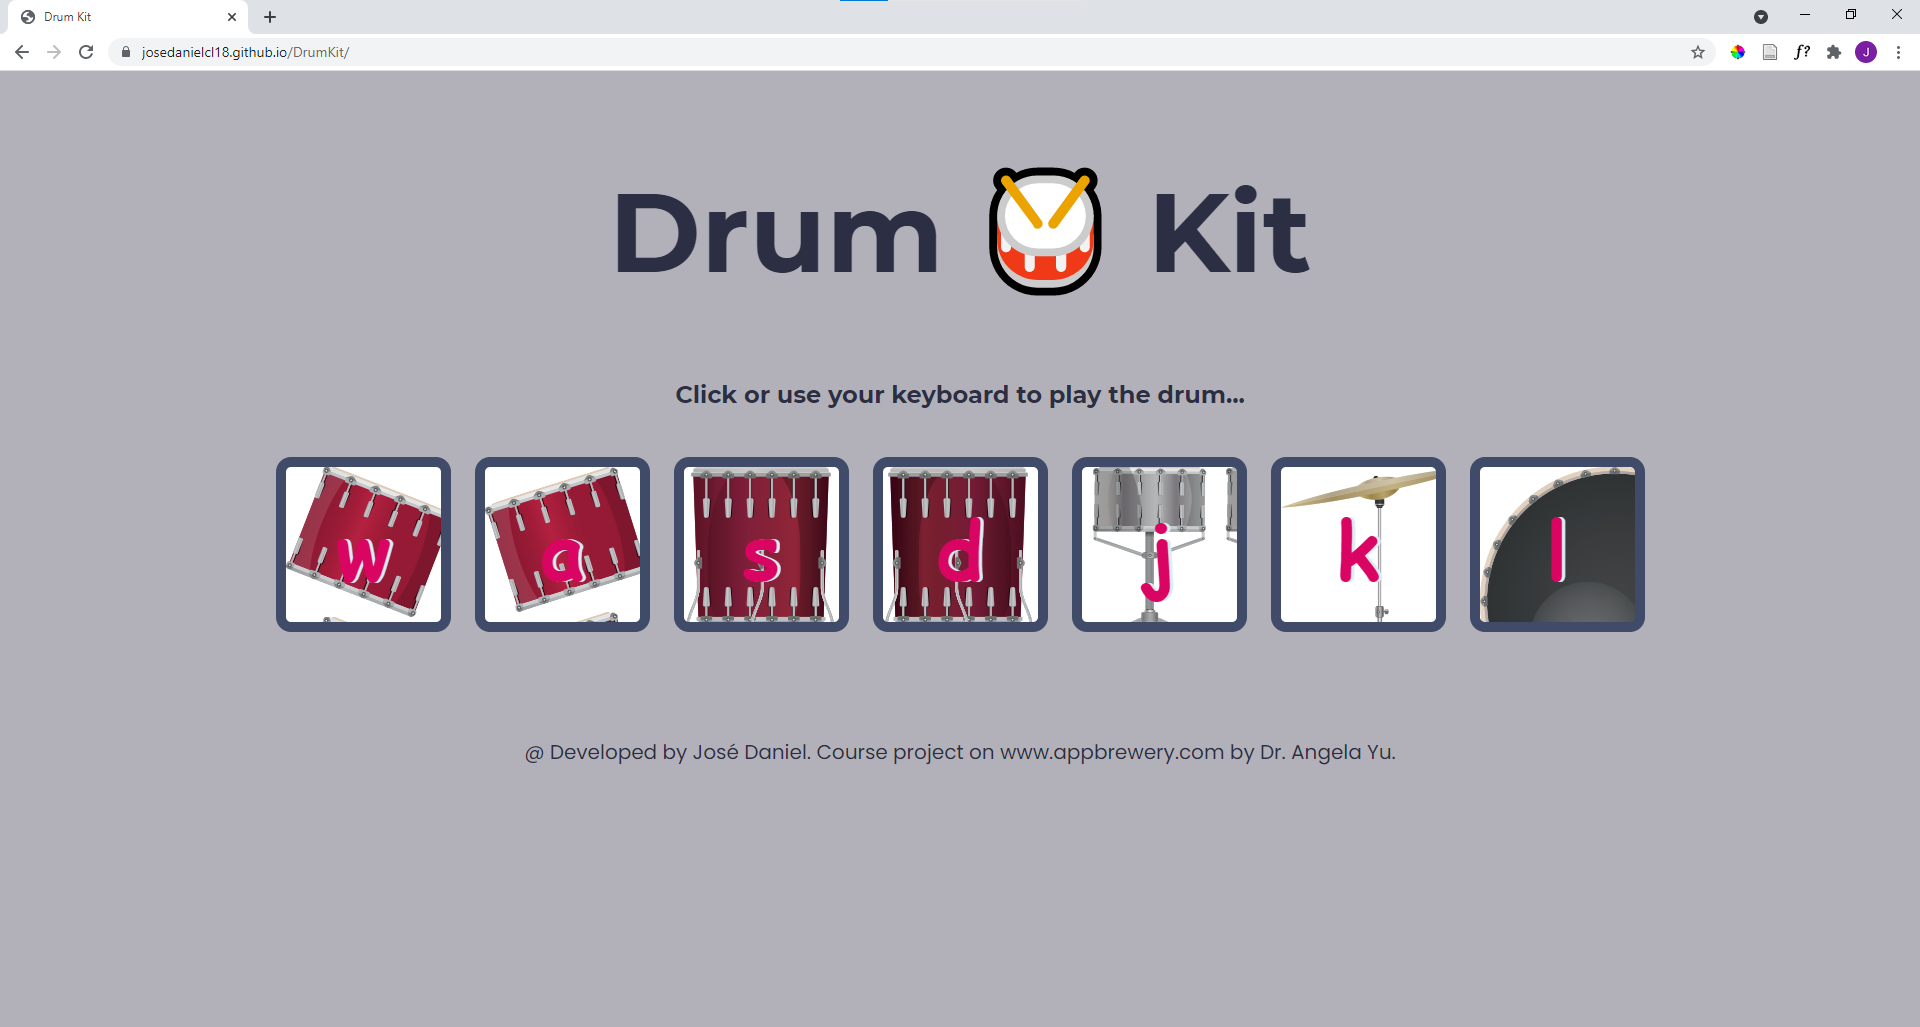 Drum Kit
josedanielcl18.github.io/DrumKit/
f?
J
Drum 🥁 Kit
Click or use your keyboard to play the drum...
w a s d j k l
@ Developed by José Daniel. Course project on www.appbrewery.com by Dr. Angela Yu.